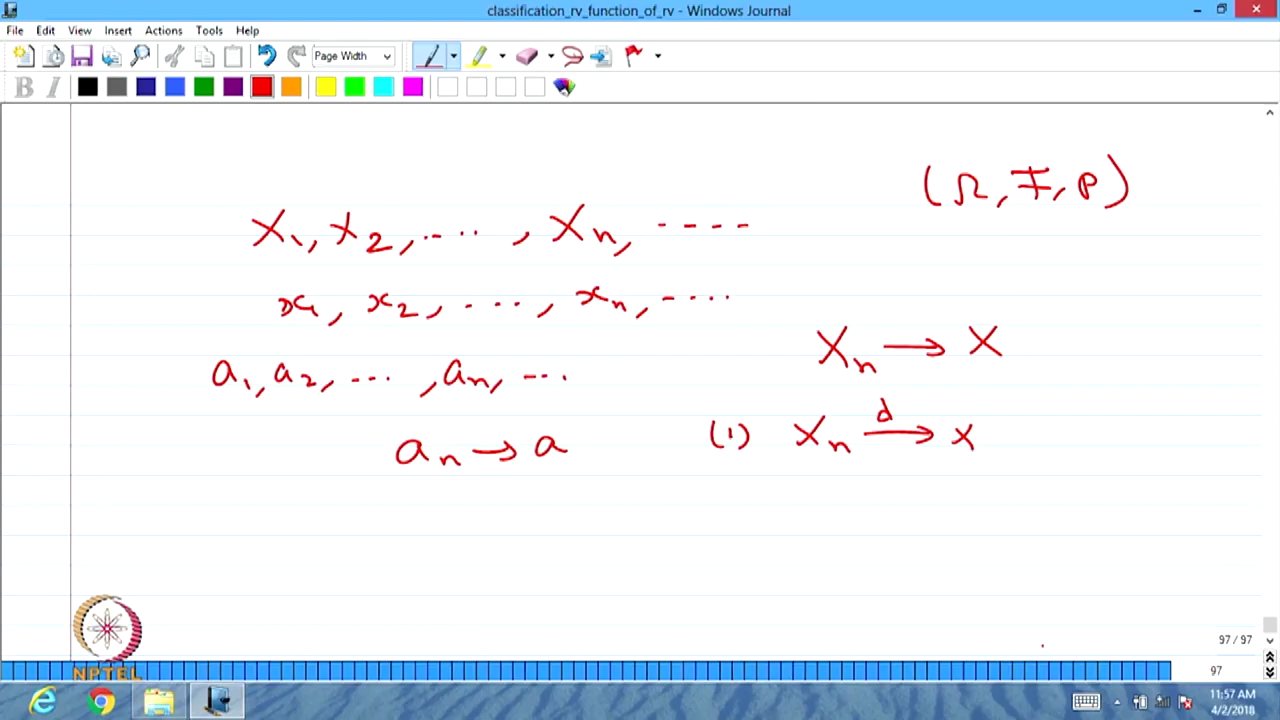 classification_rv_function_of_rv - Windows Journal
File Edit View Insert Actions Tools Help
Page Width
B I
(Ω, F, P)
X₁, X₂, ..... , Xₙ, ----
x₁, x₂, ..... , xₙ, -....
a₁, a₂, ... , aₙ, ...
Xₙ → X
aₙ → a
(1) Xₙ →ᵈ X
97 / 97
NPTEL
97
11:57 AM
4/2/2018